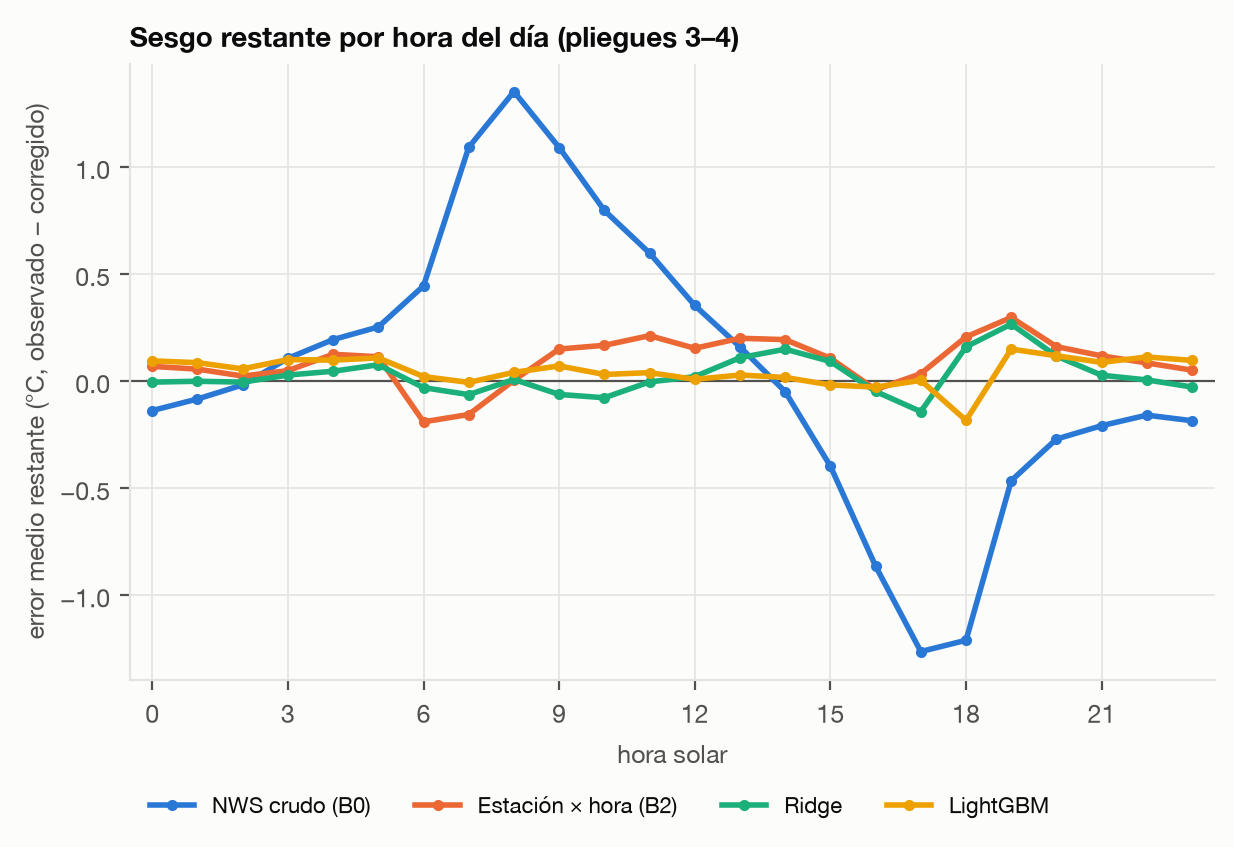 Sesgo restante por hora del día (pliegues 3–4)
error medio restante (°C, observado − corregido)
1.0
0.5
0.0
−0.5
−1.0
0 3 6 9 12 15 18 21
hora solar
NWS crudo (B0) Estación × hora (B2) Ridge LightGBM